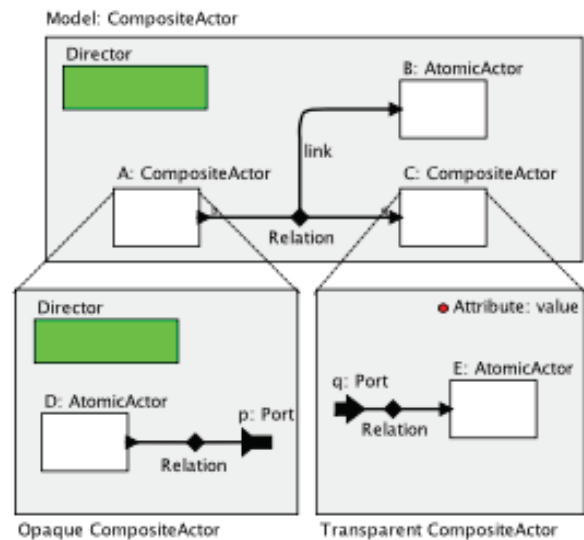 Model: CompositeActor
Director
B: AtomicActor
link
A: CompositeActor
C: CompositeActor
Relation
Director
Attribute: value
D: AtomicActor
p: Port
Relation
q: Port
E: AtomicActor
Relation
Opaque CompositeActor
Transparent CompositeActor